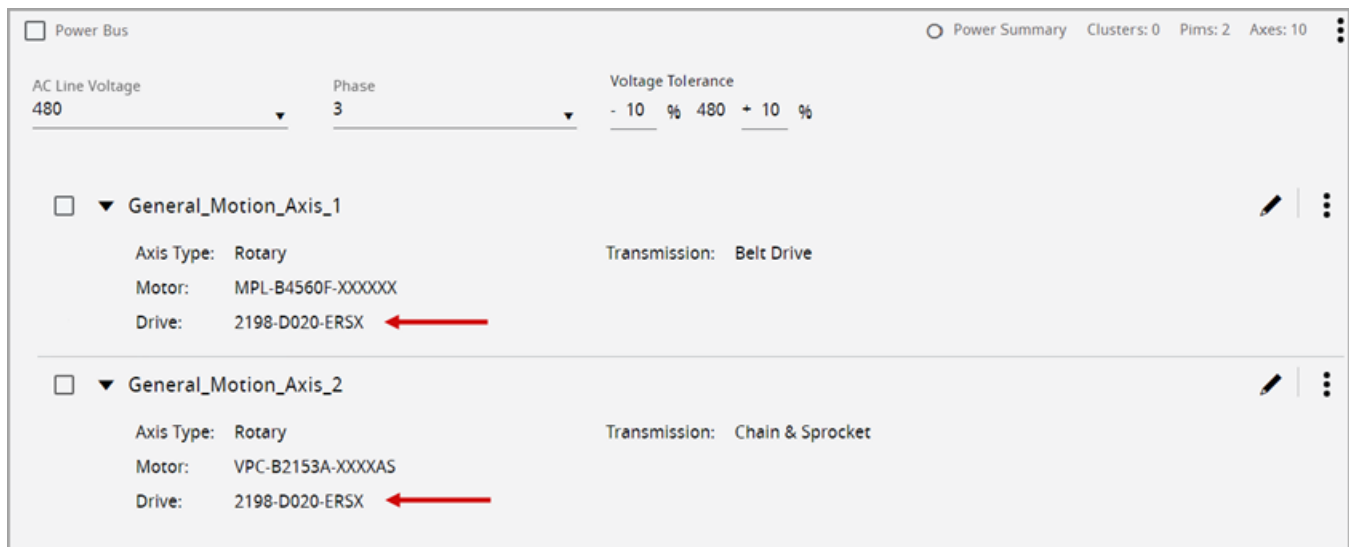 Power Bus Power Summary Clusters: 0 Pims: 2 Axes: 10
AC Line Voltage Phase Voltage Tolerance
480 3 - 10 % 480 + 10 %
General_Motion_Axis_1
Axis Type: Rotary Transmission: Belt Drive
Motor: MPL-B4560F-XXXXXX
Drive: 2198-D020-ERSX
General_Motion_Axis_2
Axis Type: Rotary Transmission: Chain & Sprocket
Motor: VPC-B2153A-XXXXAS
Drive: 2198-D020-ERSX